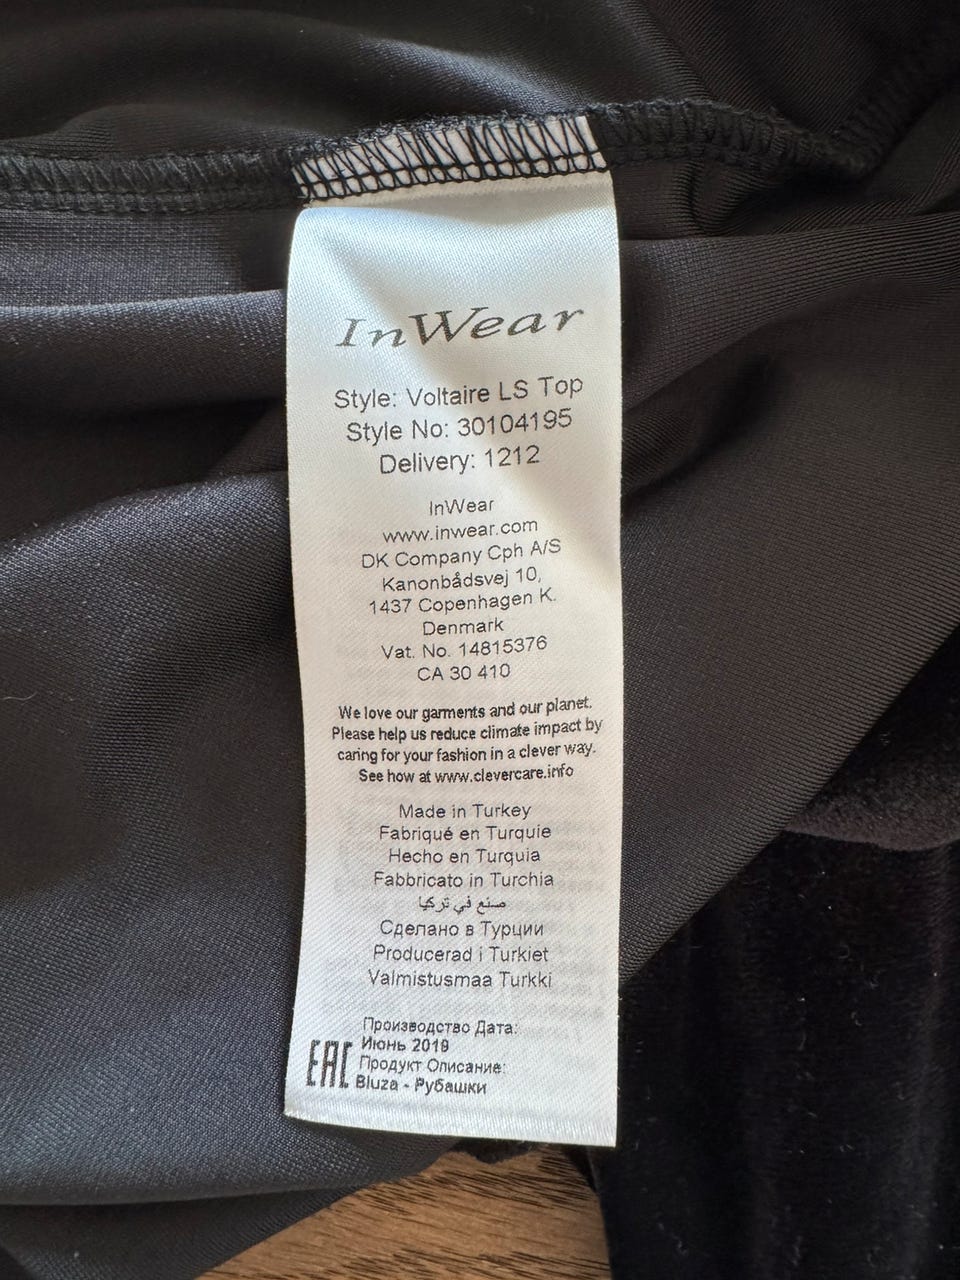 InWear
Style: Voltaire LS Top
Style No: 30104195
Delivery: 1212
InWear
www.inwear.com
DK Company Cph A/S
Kanonbådsvej 10,
1437 Copenhagen K.
Denmark
Vat. No. 14815376
CA 30 410
We love our garments and our planet.
Please help us reduce climate impact by
caring for your fashion in a clever way.
See how at www.clevercare.info
Made in Turkey
Fabriqué en Turquie
Hecho en Turquia
Fabbricato in Turchia
صنع في تركيا
Сделано в Турции
Producerad i Turkiet
Valmistusmaa Turkki
Производство Дата:
Июнь 2019
Продукт Описание:
Bluza - Рубашки
EAC